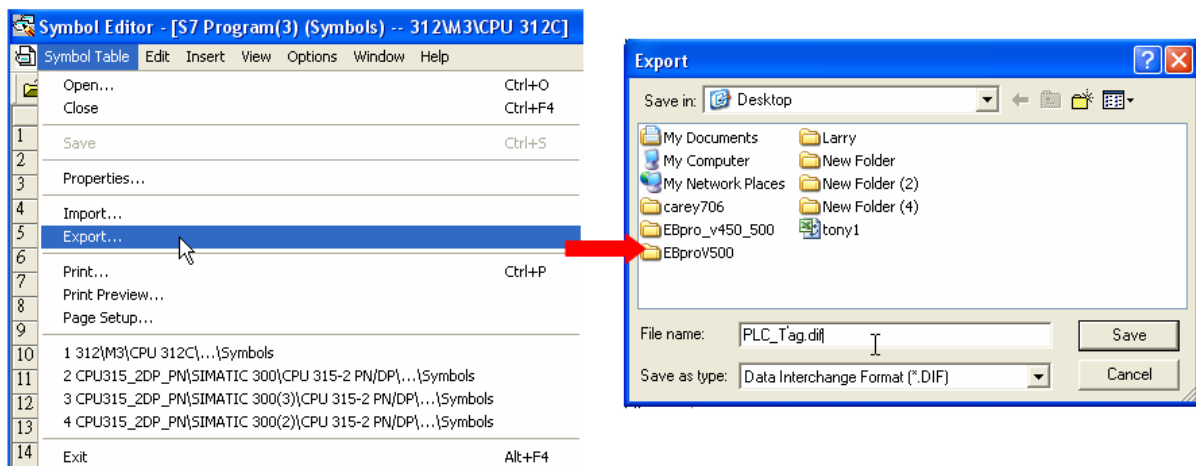 Symbol Editor - [S7 Program(3) (Symbols) -- 312\M3\CPU 312C]
Symbol Table Edit Insert View Options Window Help
Open... Ctrl+O
Close Ctrl+F4
Save Ctrl+S
Properties...
Import...
Export...
Print... Ctrl+P
Print Preview...
Page Setup...
1 312\M3\CPU 312C\...\Symbols
2 CPU315_2DP_PN\SIMATIC 300\CPU 315-2 PN/DP\...\Symbols
3 CPU315_2DP_PN\SIMATIC 300(3)\CPU 315-2 PN/DP\...\Symbols
4 CPU315_2DP_PN\SIMATIC 300(2)\CPU 315-2 PN/DP\...\Symbols
Exit Alt+F4
1
2
3
4
5
6
7
8
9
10
11
12
13
14
Export
Save in: Desktop
My Documents
My Computer
My Network Places
carey706
EBpro_v450_500
EBproV500
Larry
New Folder
New Folder (2)
New Folder (4)
tony1
File name: PLC_Tag.dif
Save
Save as type: Data Interchange Format (*.DIF)
Cancel